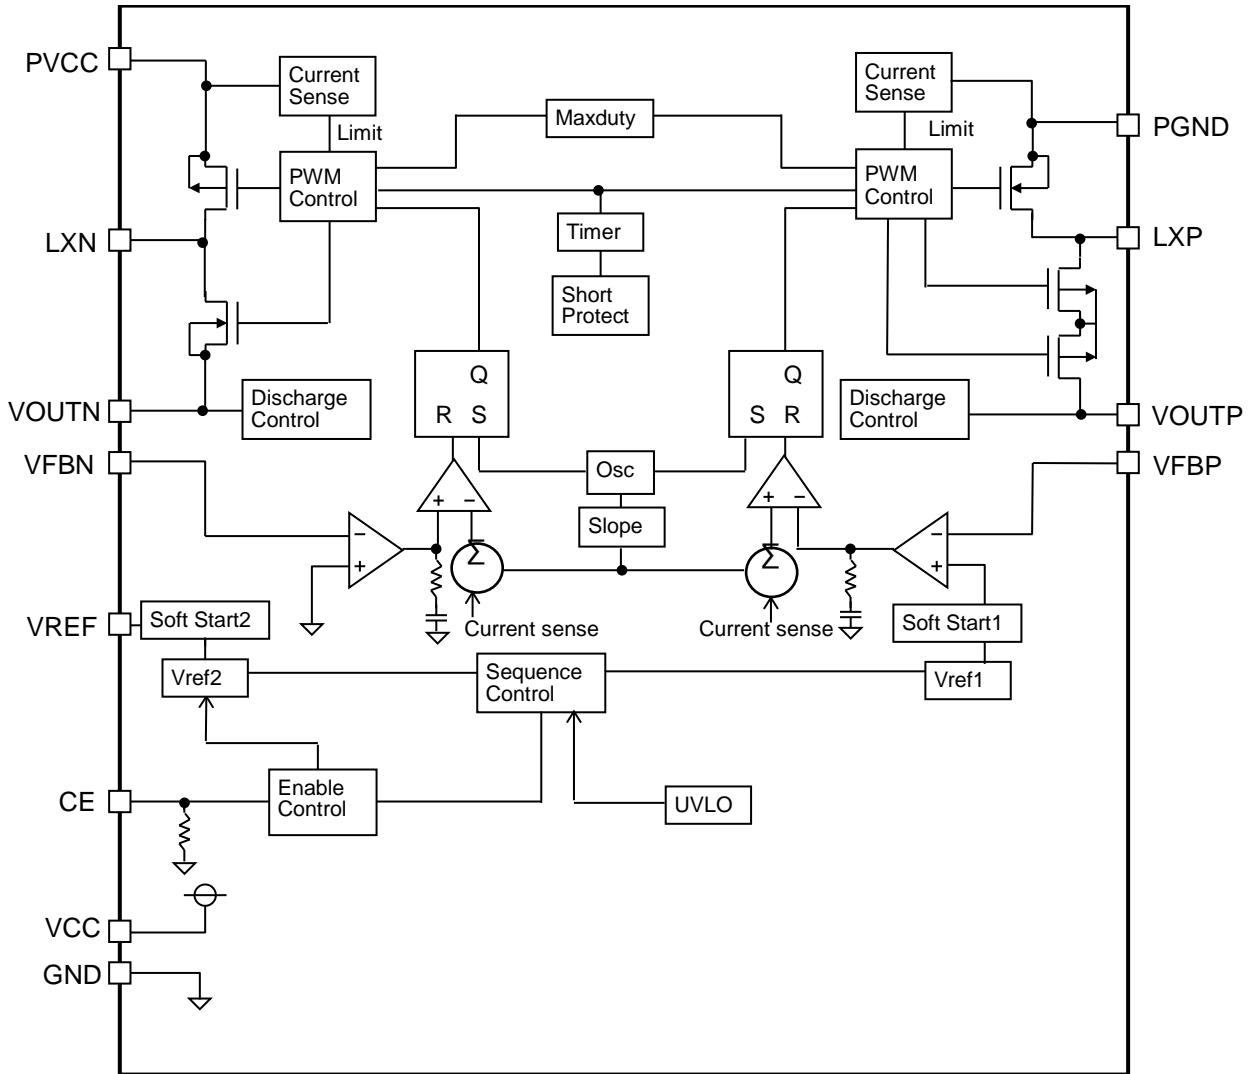 PVCC
Current
Sense
Limit
PWM
Control
Maxduty
Current
Sense
Limit
PWM
Control
PGND
LXN
Timer
Short
Protect
LXP
Q
R S
Q
S R
VOUTN
Discharge
Control
Discharge
Control
VOUTP
VFBN
Osc
VFBP
+ −
Slope
+ −
−
+
Σ
Σ
−
+
VREF
Soft Start2
Current sense
Current sense
Soft Start1
Vref2
Sequence
Control
Vref1
CE
Enable
Control
UVLO
VCC
GND